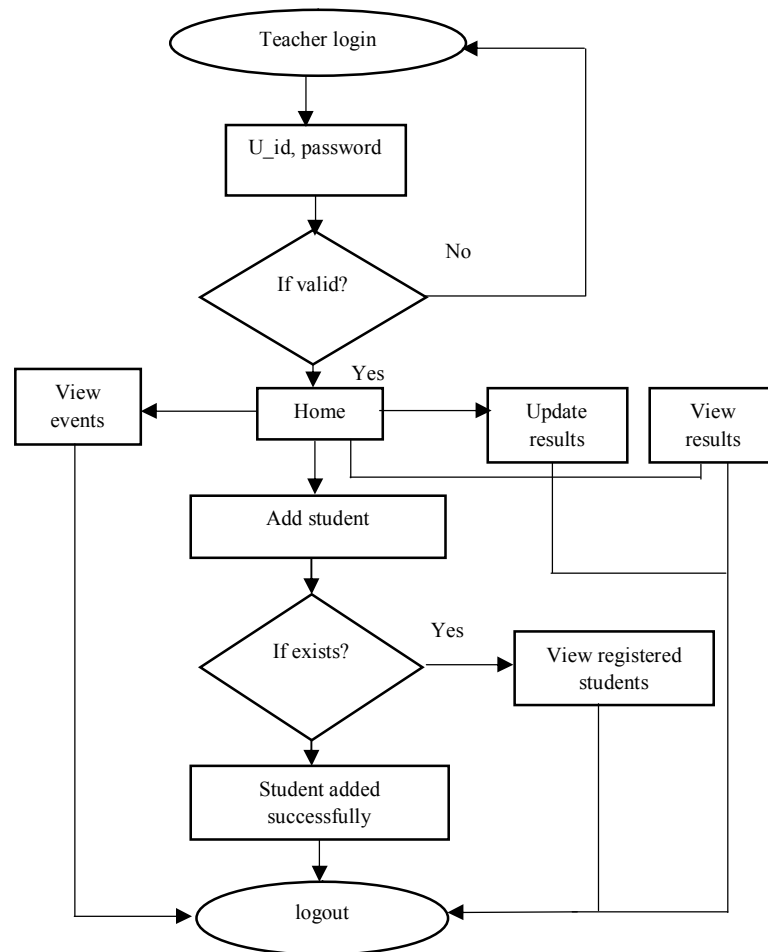 Teacher login
U_id, password
No
If valid?
Yes
View
events
Home
Update
results
View
results
Add student
Yes
If exists?
View registered
students
Student added
successfully
logout